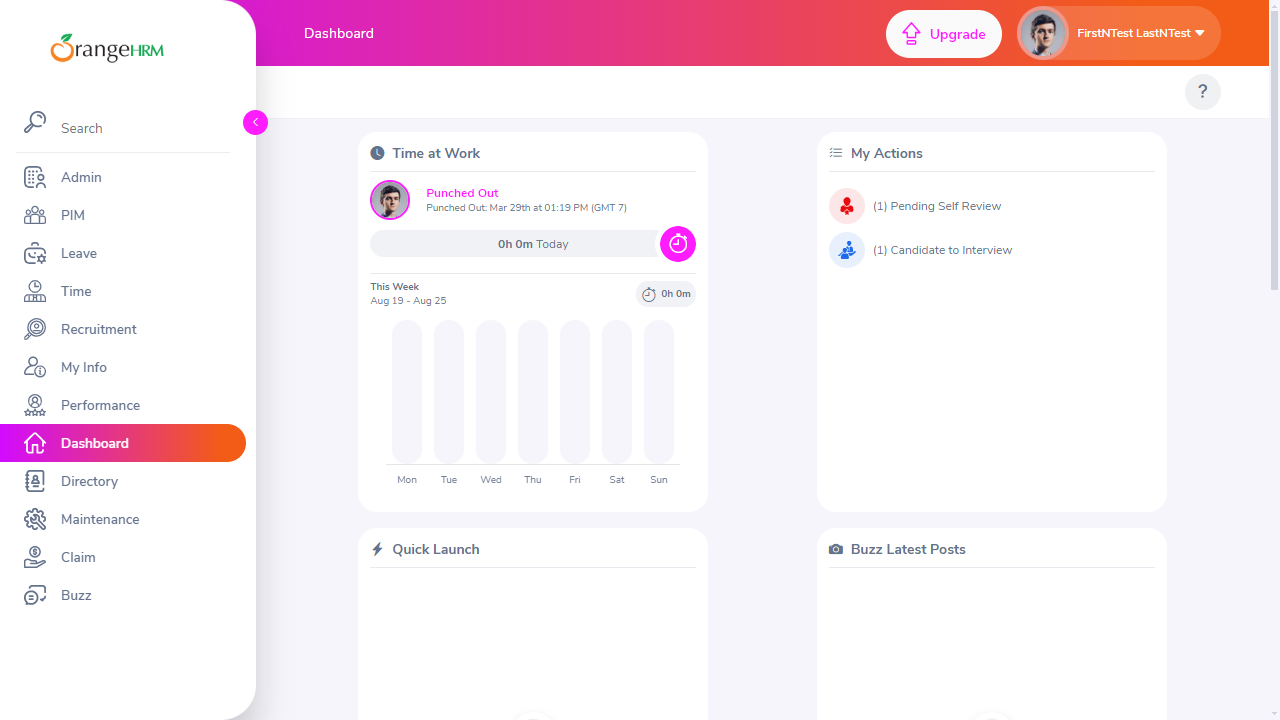 OrangeHRM
Search
Admin
PIM
Leave
Time
Recruitment
My Info
Performance
Dashboard
Directory
Maintenance
Claim
Buzz
Dashboard
Upgrade
FirstNTest LastNTest
?
Time at Work
Punched Out
Punched Out: Mar 29th at 01:19 PM (GMT 7)
0h 0m Today
This Week
Aug 19 - Aug 25
0h 0m
Mon Tue Wed Thu Fri Sat Sun
My Actions
(1) Pending Self Review
(1) Candidate to Interview
Quick Launch
Buzz Latest Posts